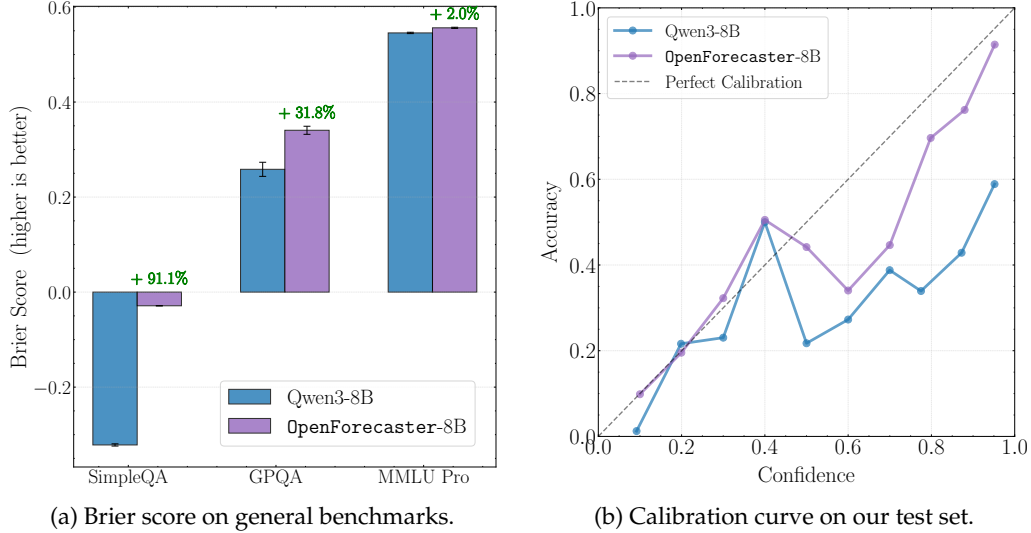 + 2.0%
0.6
+ 31.8%
0.4
0.2
+ 91.1%
0.0
−0.2
Brier Score (higher is better)
Qwen3-8B
OpenForecaster-8B
SimpleQA
GPQA
MMLU Pro
(a) Brier score on general benchmarks.
1.0
0.8
0.6
0.4
0.2
0.0
Accuracy
Qwen3-8B
OpenForecaster-8B
Perfect Calibration
0.2
0.4
0.6
0.8
1.0
Confidence
(b) Calibration curve on our test set.